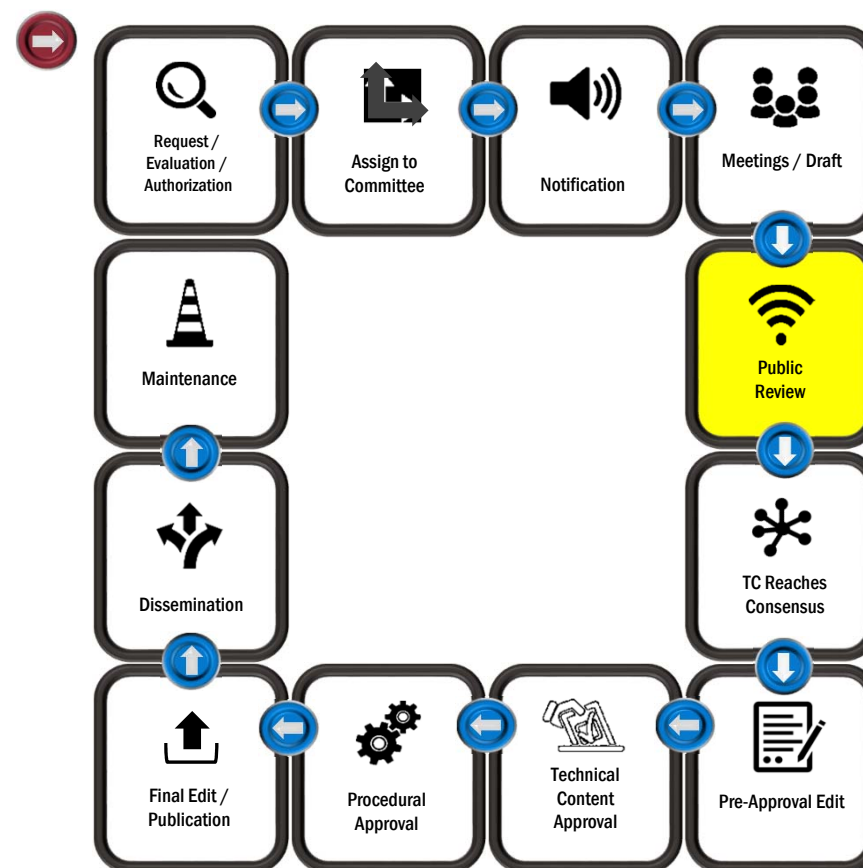 Request /
Evaluation /
Authorization
Assign to
Committee
Notification
Meetings / Draft
Public
Review
TC Reaches
Consensus
Pre-Approval Edit
Technical
Content
Approval
Procedural
Approval
Final Edit /
Publication
Dissemination
Maintenance